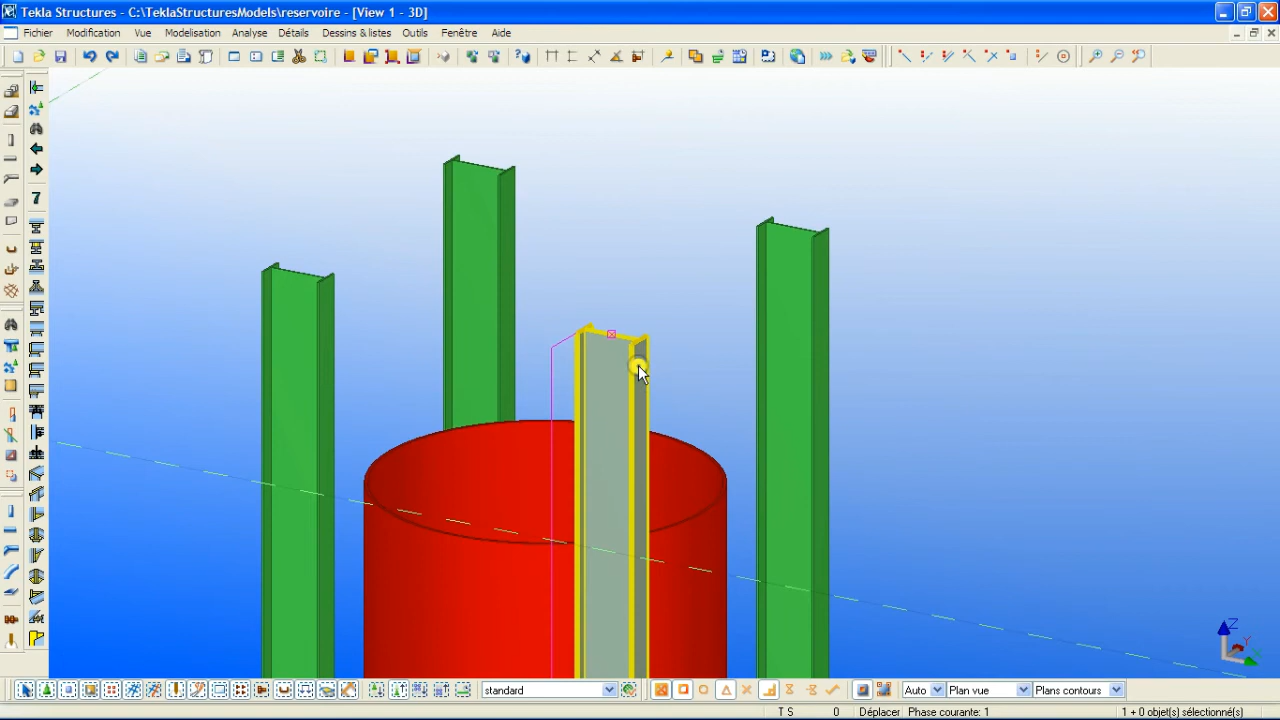 Tekla Structures - C:\TeklaStructuresModels\reservoire - [View 1 - 3D]
Fichier Modification Vue Modelisation Analyse Détails Dessins & listes Outils Fenêtre Aide
7
Z
Y
standard
Auto
Plan vue
Plans contours
T S 0 Déplacer Phase courante: 1 1 + 0 objet(s) sélectionné(s)